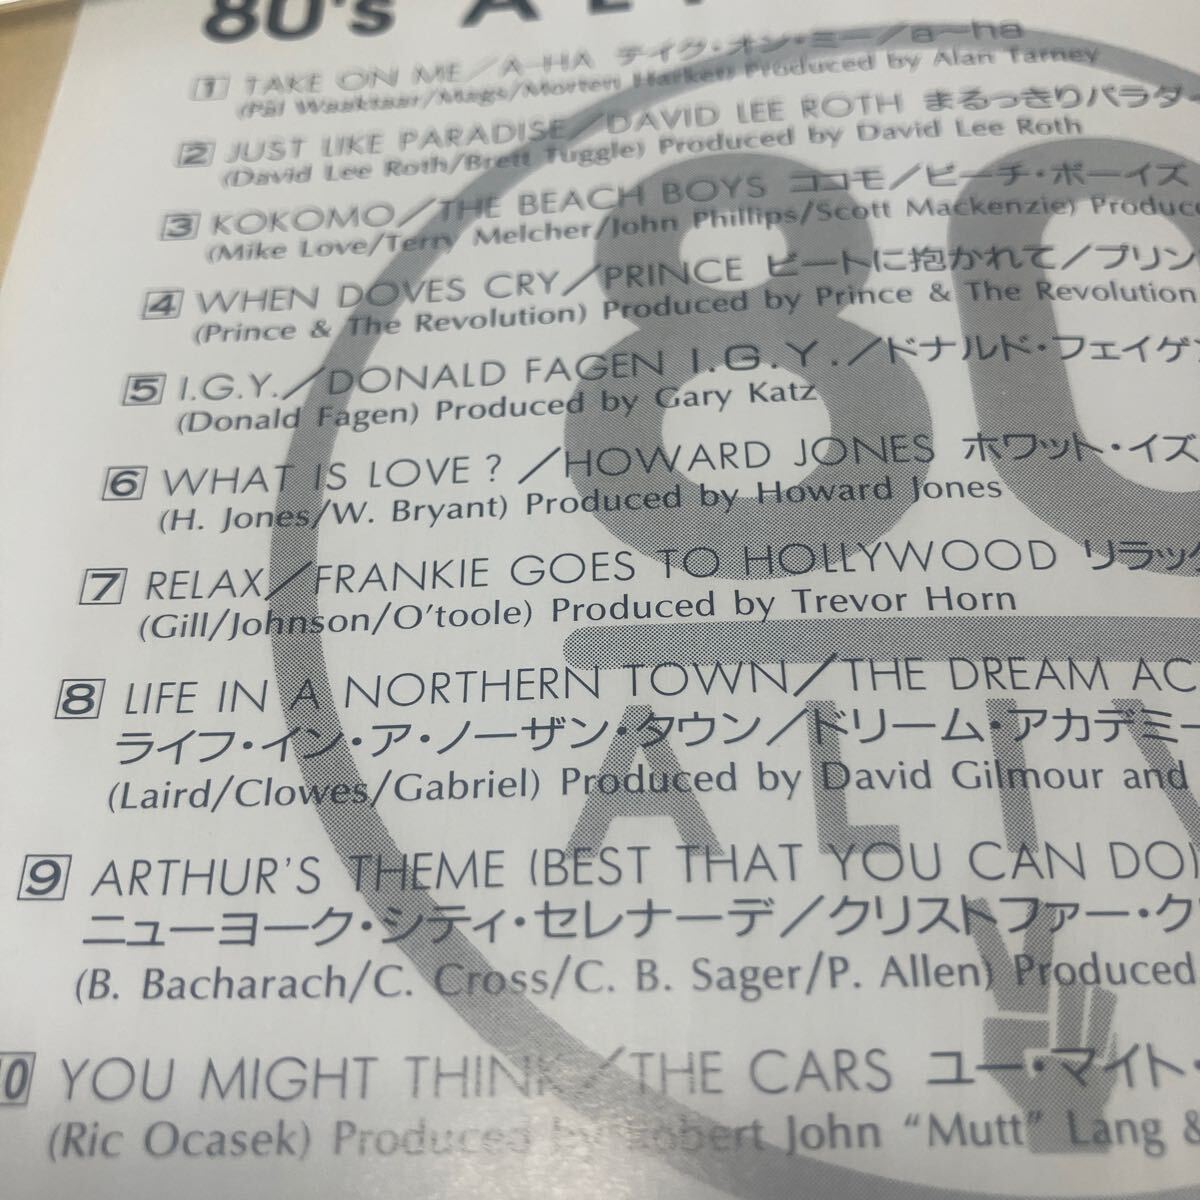 80's
1 TAKE ON ME/A-HA テイク・オン・ミー/a~ha
(Pål Waaktaar/Mags/Morten Harket) Produced by Alan Tarney
2 JUST LIKE PARADISE/DAVID LEE ROTH まるっきりパラダ
(David Lee Roth/Brett Tuggle) Produced by David Lee Roth
3 KOKOMO/THE BEACH BOYS ココモ/ビーチ・ボーイズ
(Mike Love/Terry Melcher/John Phillips/Scott Mackenzie) Produc
4 WHEN DOVES CRY/PRINCE ビートに抱かれて/プリン
(Prince & The Revolution) Produced by Prince & The Revolution
5 I.G.Y./DONALD FAGEN I.G.Y./ドナルド・フェイゲ
(Donald Fagen) Produced by Gary Katz
6 WHAT IS LOVE?/HOWARD JONES ホワット・イズ
(H. Jones/W. Bryant) Produced by Howard Jones
7 RELAX/FRANKIE GOES TO HOLLYWOOD リラック
(Gill/Johnson/O'toole) Produced by Trevor Horn
8 LIFE IN A NORTHERN TOWN/THE DREAM AC
ライフ・イン・ア・ノーザン・タウン/ドリーム・アカデミー
(Laird/Clowes/Gabriel) Produced by David Gilmour and
9 ARTHUR'S THEME (BEST THAT YOU CAN DO)
ニューヨーク・シティ・セレナーデ/クリストファー・ク
(B. Bacharach/C. Cross/C. B. Sager/P. Allen) Produced
10 YOU MIGHT THINK/THE CARS ユー・マイト・
(Ric Ocasek) Produced by Robert John "Mutt" Lang &
80
ALIV